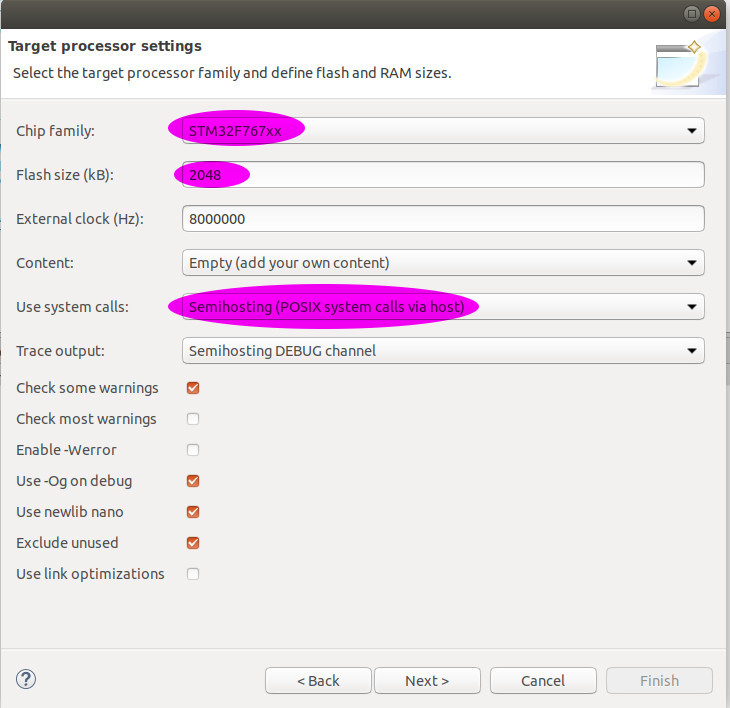 Target processor settings
Select the target processor family and define flash and RAM sizes.
Chip family: STM32F767xx
Flash size (kB): 2048
External clock (Hz): 8000000
Content: Empty (add your own content)
Use system calls: Semihosting (POSIX system calls via host)
Trace output: Semihosting DEBUG channel
Check some warnings
Check most warnings
Enable -Werror
Use -Og on debug
Use newlib nano
Exclude unused
Use link optimizations
? < Back Next > Cancel Finish